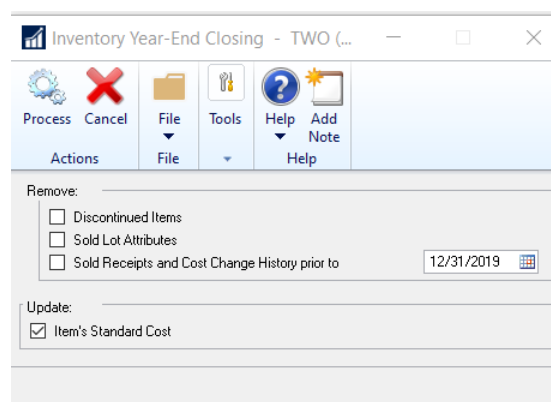 Inventory Year-End Closing - TWO (...
Process Cancel File Tools Help Add Note
Actions File Help
Remove:
Discontinued Items
Sold Lot Attributes
Sold Receipts and Cost Change History prior to 12/31/2019
Update:
Item's Standard Cost